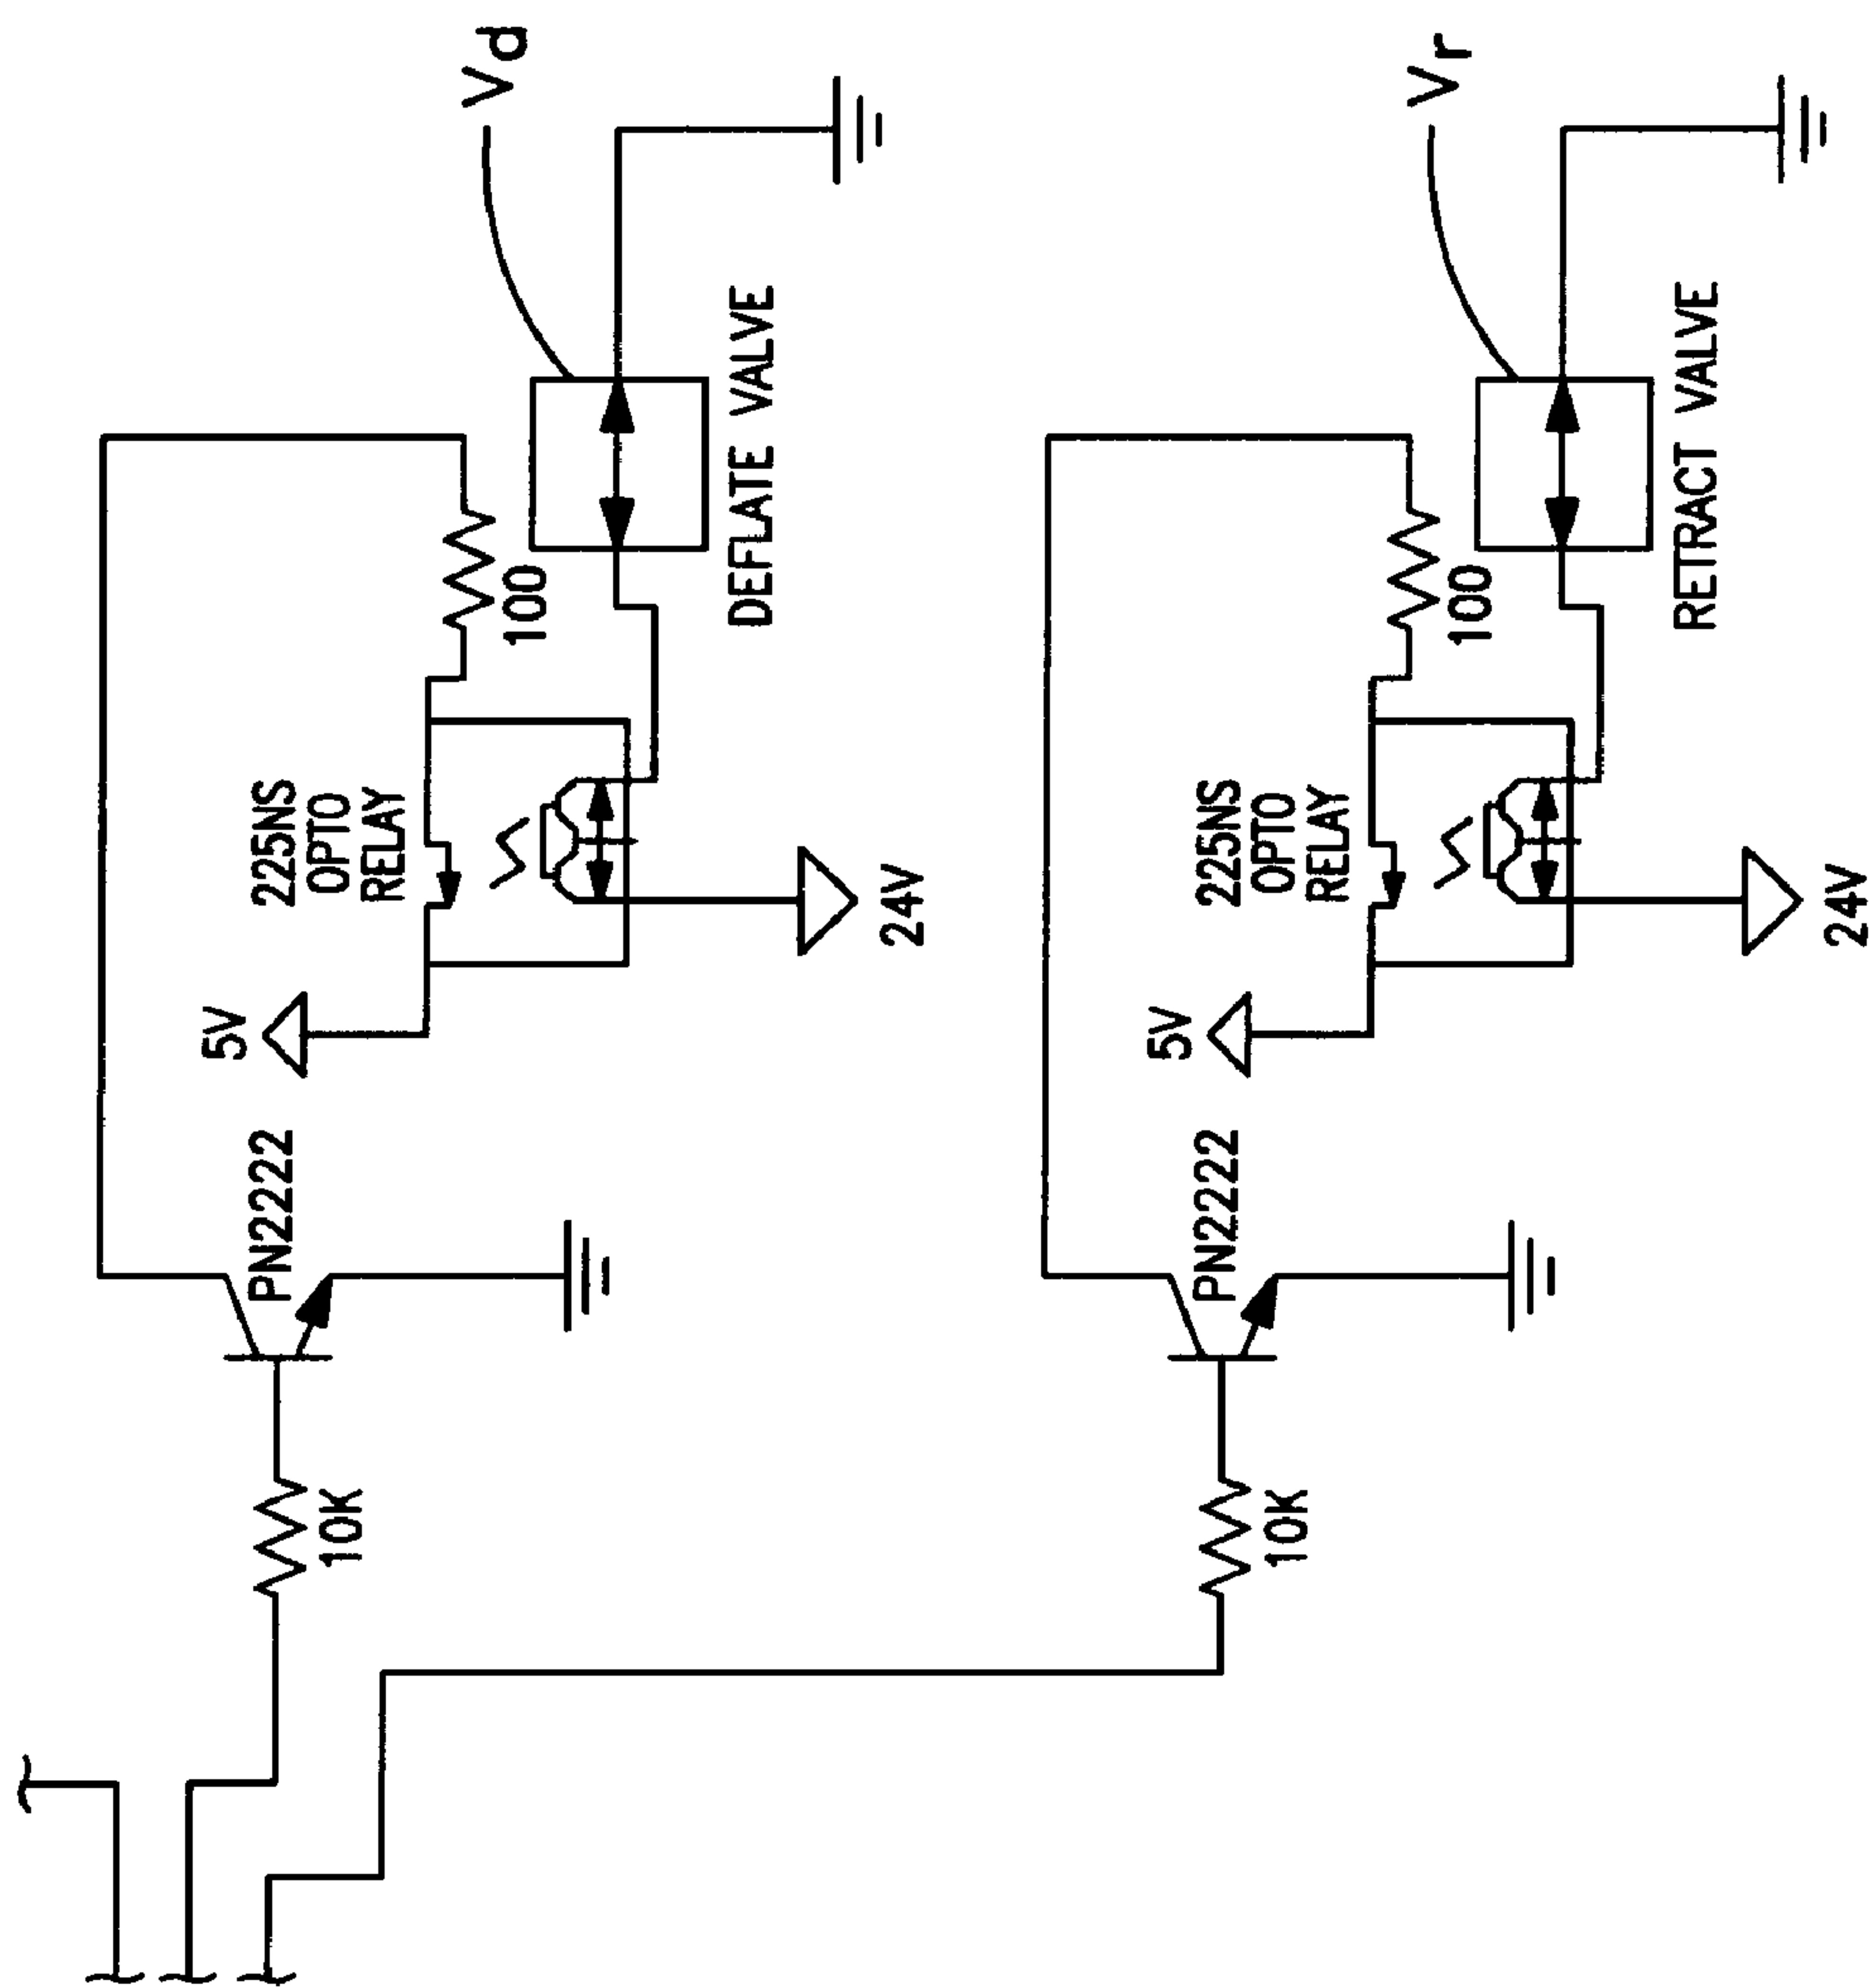 10K
PN2222
5V
225NS
OPTO
RELAY
24V
100
DEFLATE VALVE
Vd
10K
PN2222
5V
225NS
OPTO
RELAY
24V
100
RETRACT VALVE
Vr